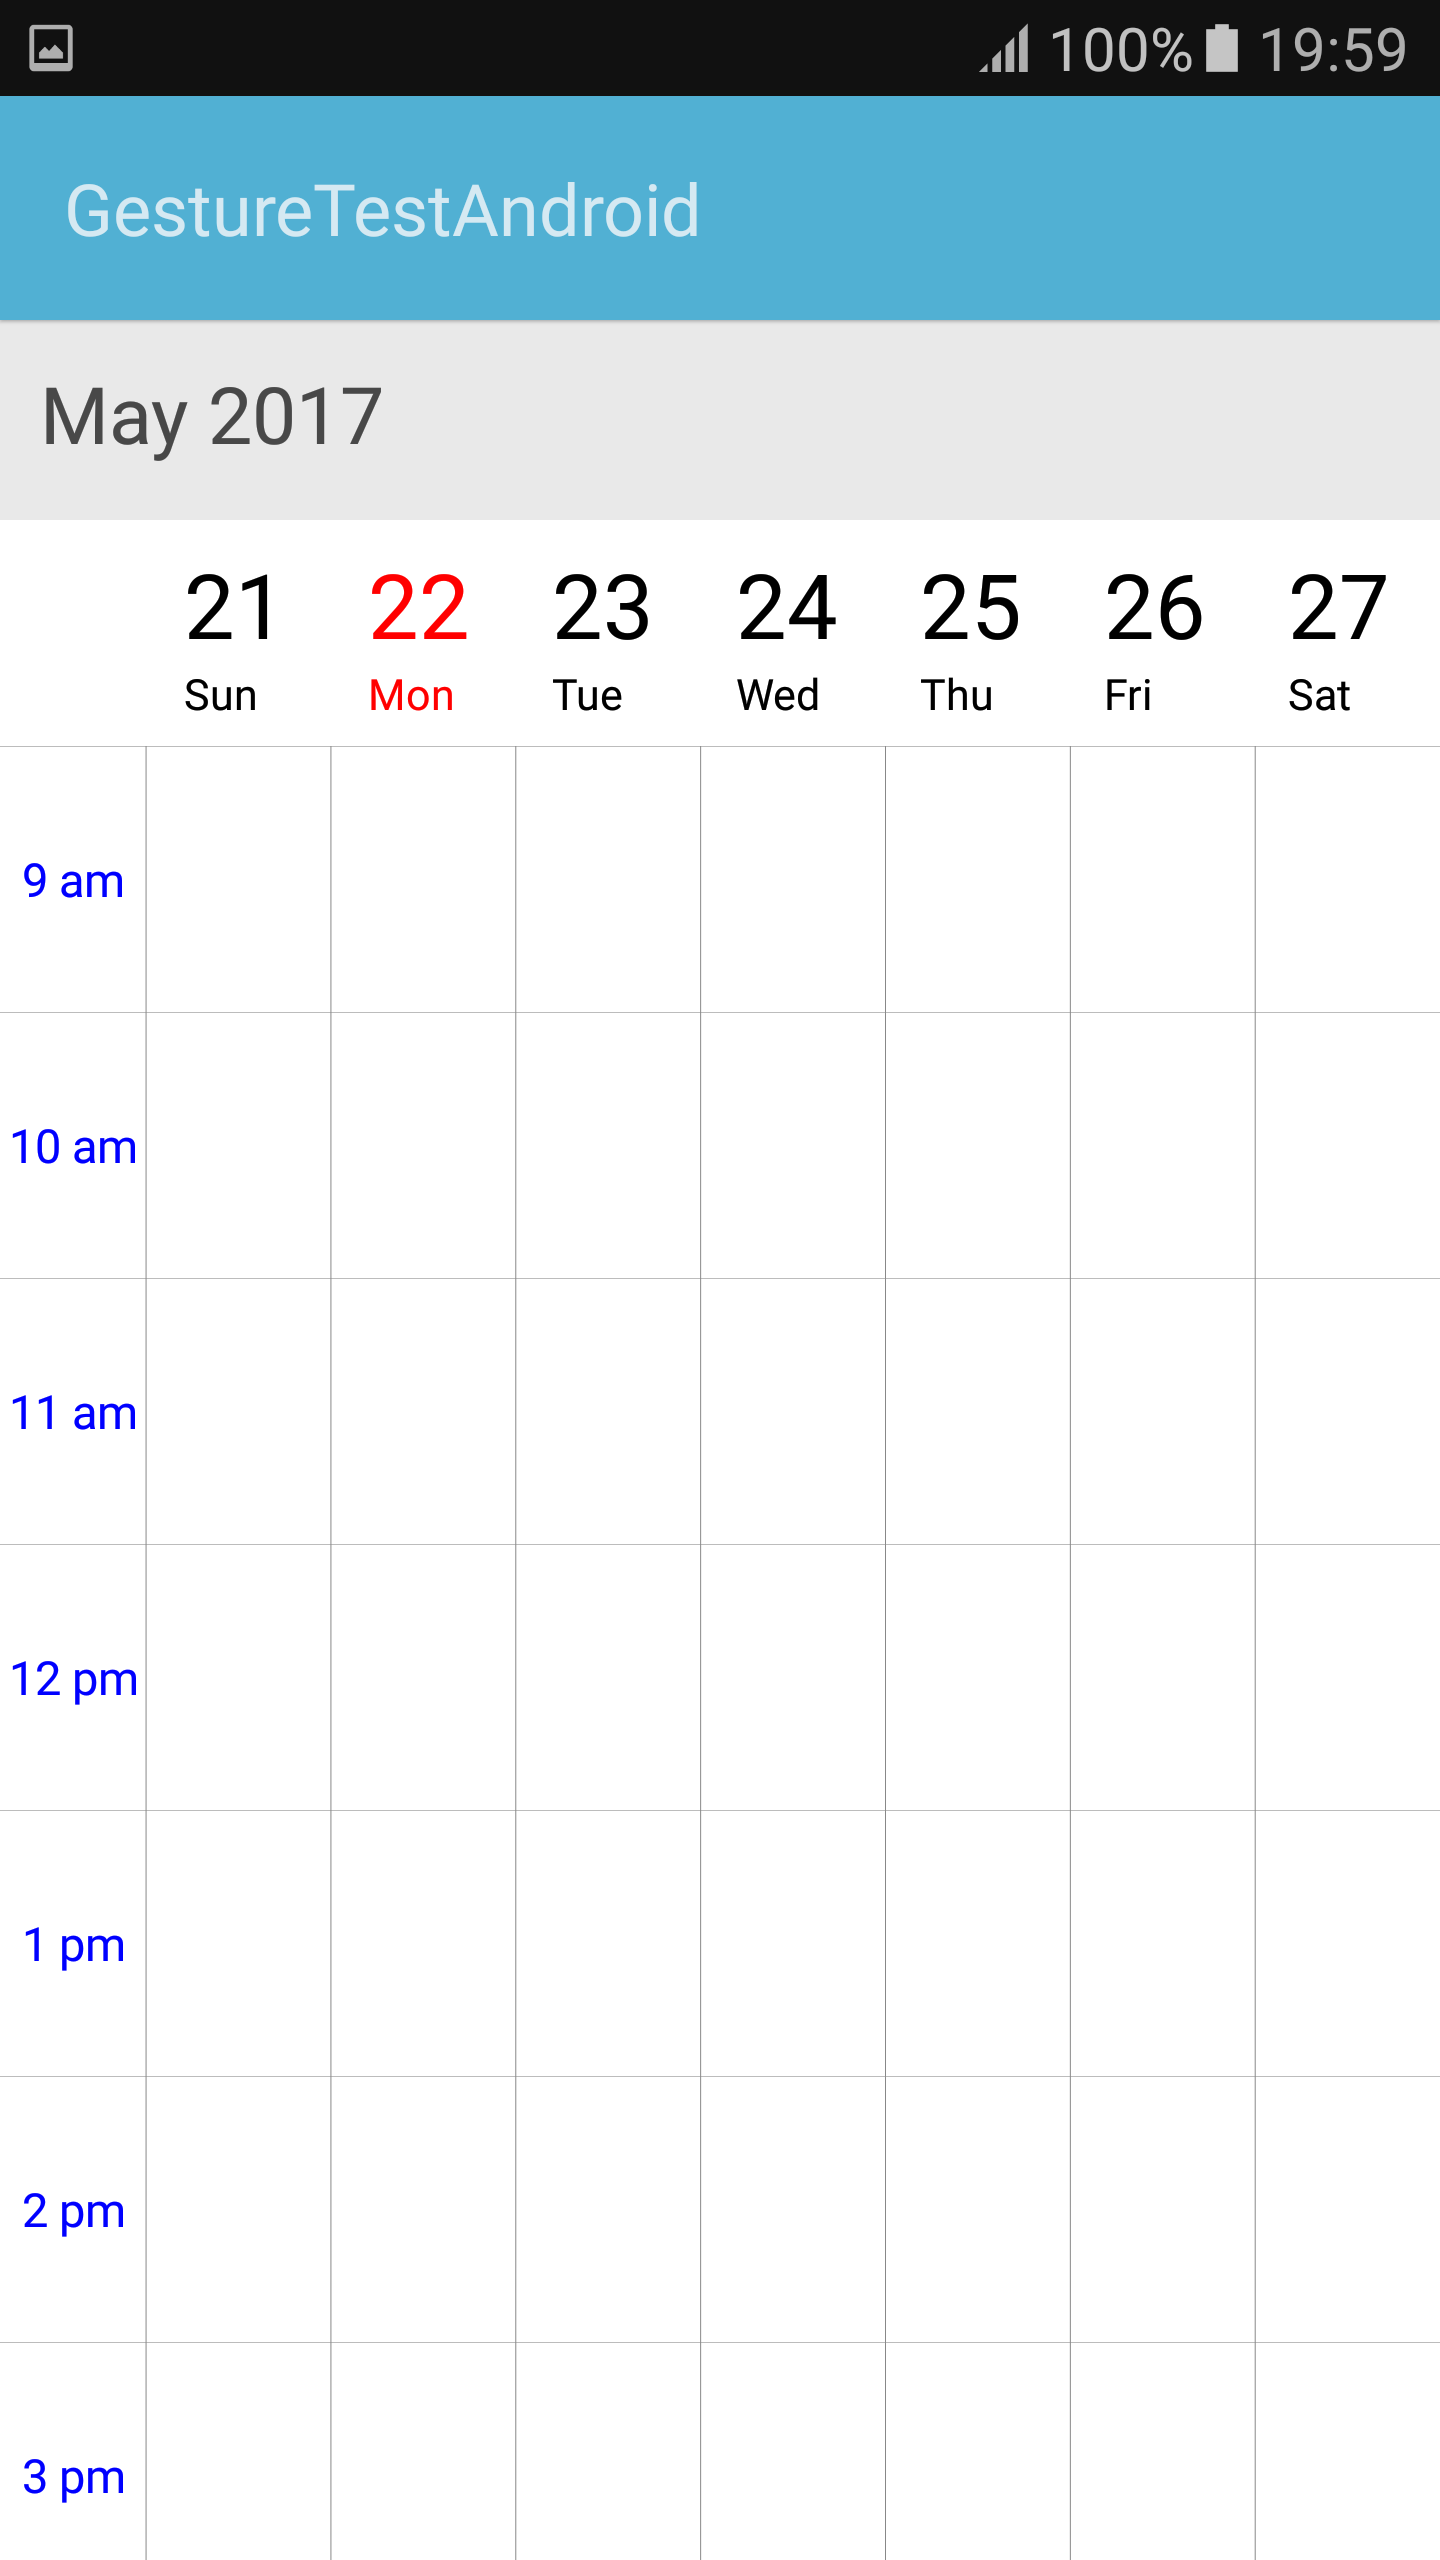 100% 19:59
GestureTestAndroid
May 2017
21 22 23 24 25 26 27
Sun Mon Tue Wed Thu Fri Sat
9 am
10 am
11 am
12 pm
1 pm
2 pm
3 pm